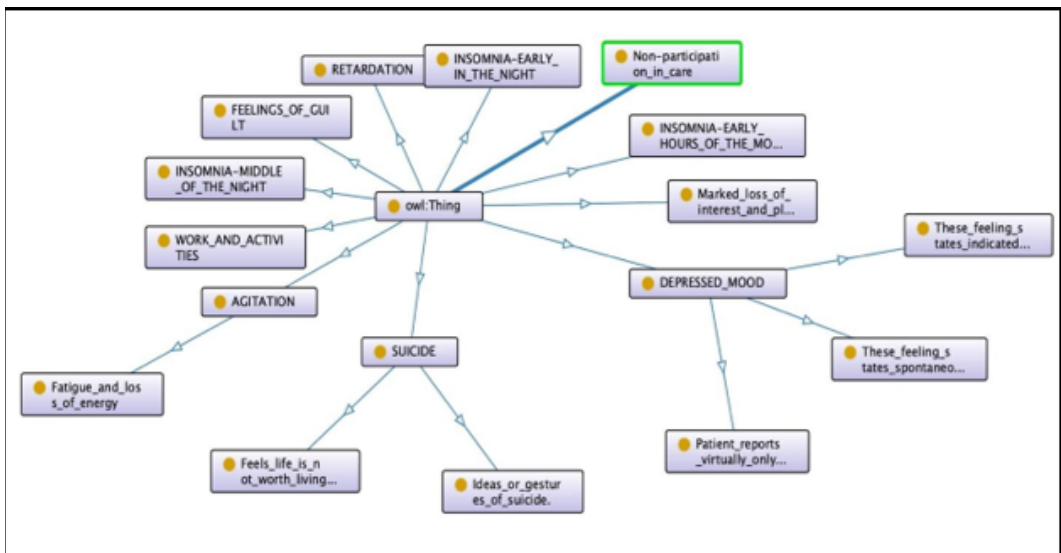 RETARDATION
INSOMNIA-EARLY_
IN_THE_NIGHT
Non-participati
on_in_care
FEELINGS_OF_GUI
LT
INSOMNIA-EARLY_
HOURS_OF_THE_MO...
INSOMNIA-MIDDLE
_OF_THE_NIGHT
owl:Thing
Marked_loss_of_
interest_and_pl...
WORK_AND_ACTIVI
TIES
These_feeling_s
tates_indicated...
AGITATION
DEPRESSED_MOOD
SUICIDE
These_feeling_s
tates_spontaneo...
Fatigue_and_los
s_of_energy
Feels_life_is_n
ot_worth_living...
Ideas_or_gestur
es_of_suicide.
Patient_reports
_virtually_only...